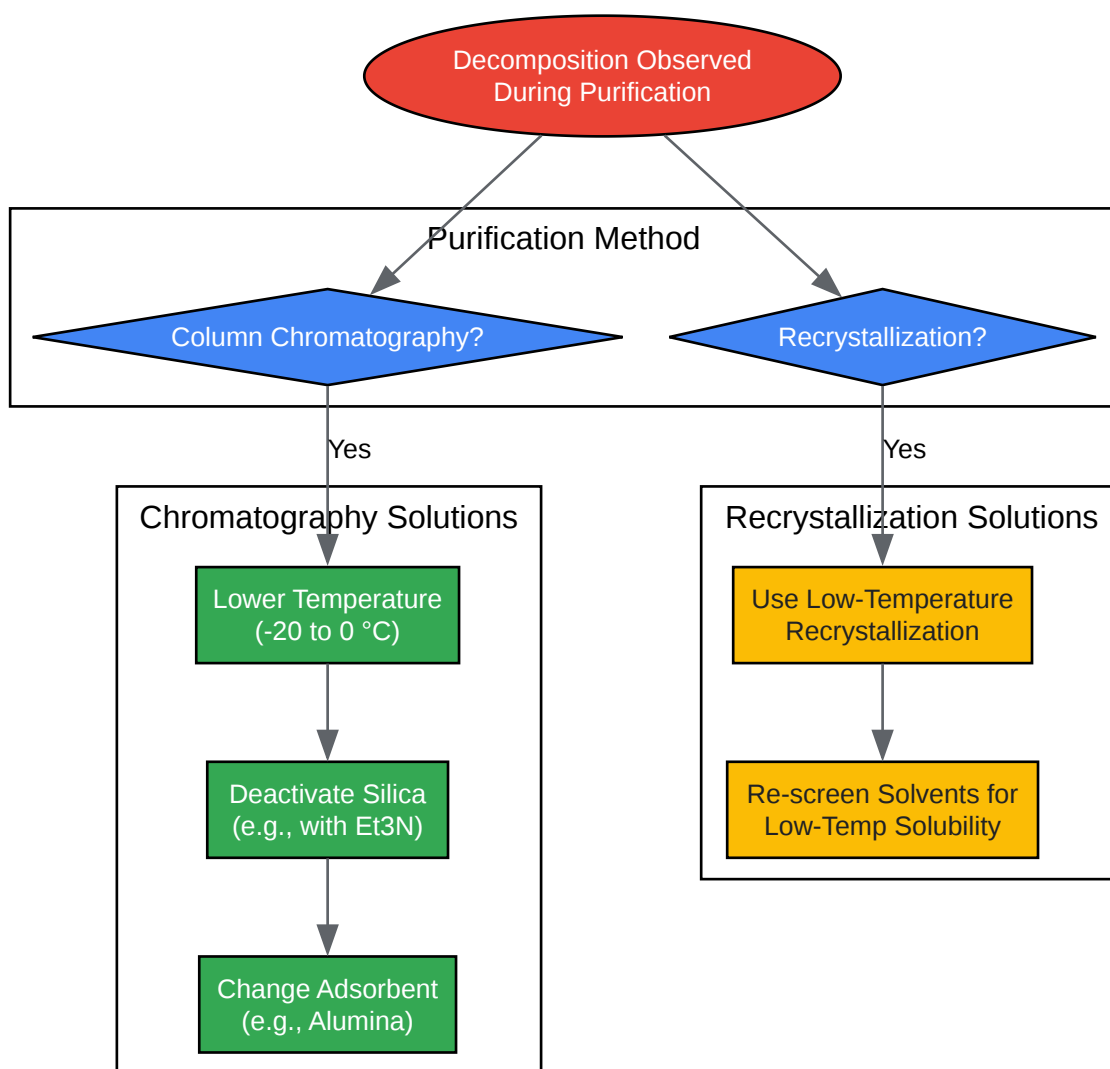 Decomposition Observed
During Purification
Purification Method
Column Chromatography?
Recrystallization?
Yes
Yes
Chromatography Solutions
Recrystallization Solutions
Lower Temperature
(-20 to 0 °C)
Use Low-Temperature
Recrystallization
Deactivate Silica
(e.g., with Et3N)
Re-screen Solvents for
Low-Temp Solubility
Change Adsorbent
(e.g., Alumina)